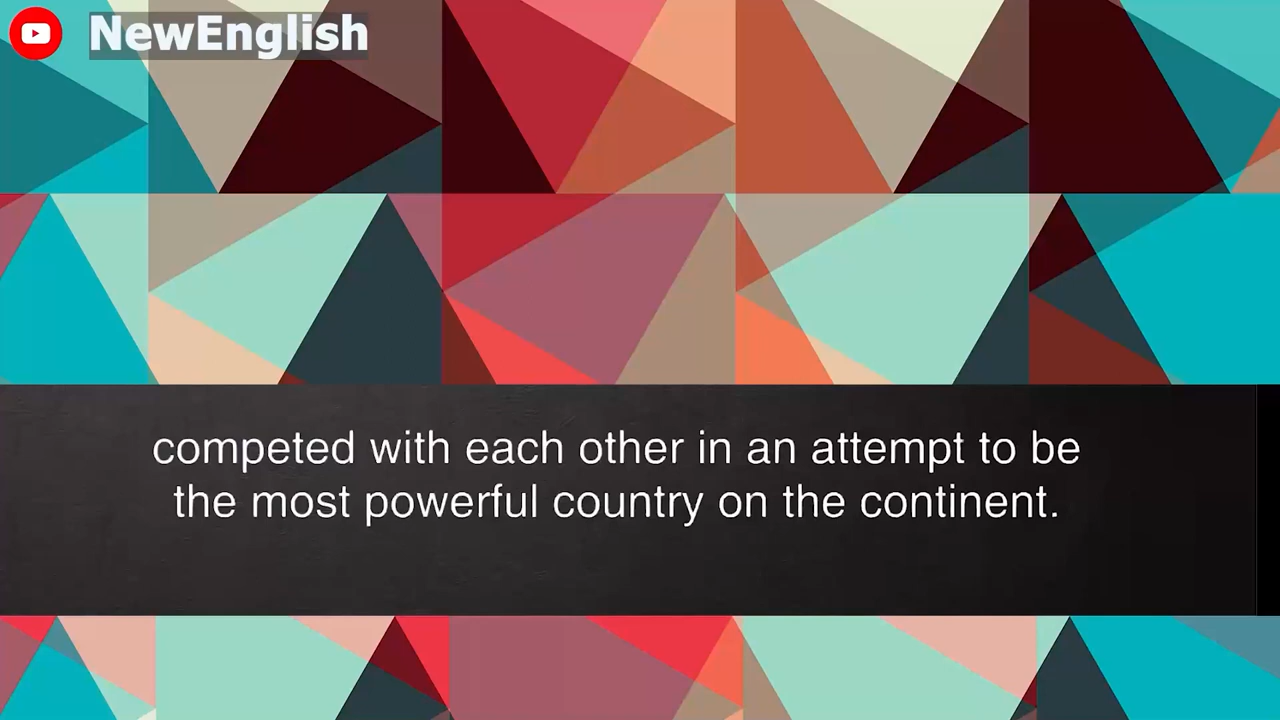 NewEnglish
competed with each other in an attempt to be
the most powerful country on the continent.